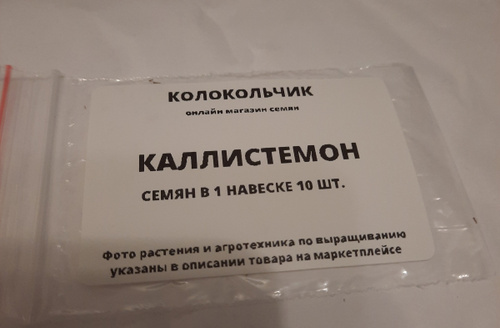 КОЛОКОЛЬЧИК
онлайн магазин семян
КАЛЛИСТЕМОН
СЕМЯН В 1 НАВЕСКЕ 10 ШТ.
Фото растения и агротехника по выращиванию
указаны в описании товара на маркетплейсе